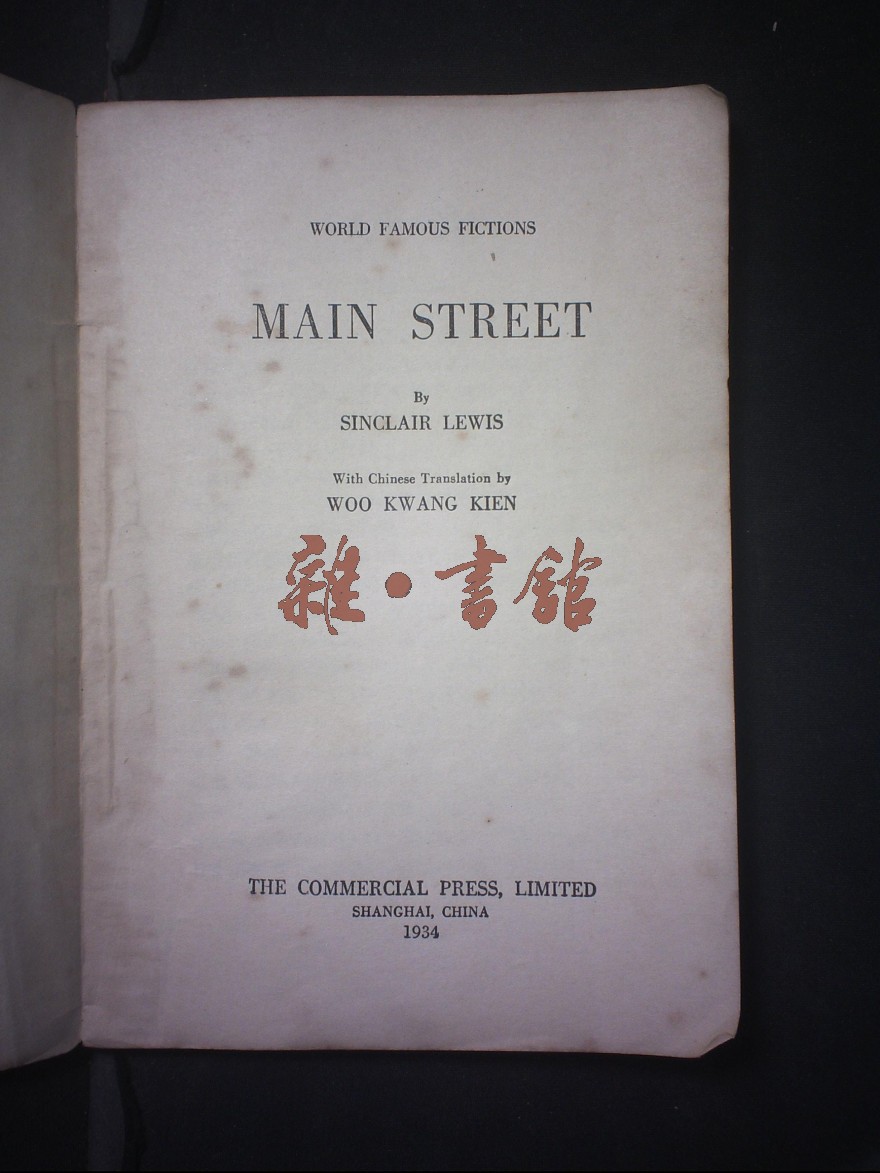 WORLD FAMOUS FICTIONS
MAIN STREET
By
SINCLAIR LEWIS
With Chinese Translation by
WOO KWANG KIEN
雜·書館
THE COMMERCIAL PRESS, LIMITED
SHANGHAI, CHINA
1934